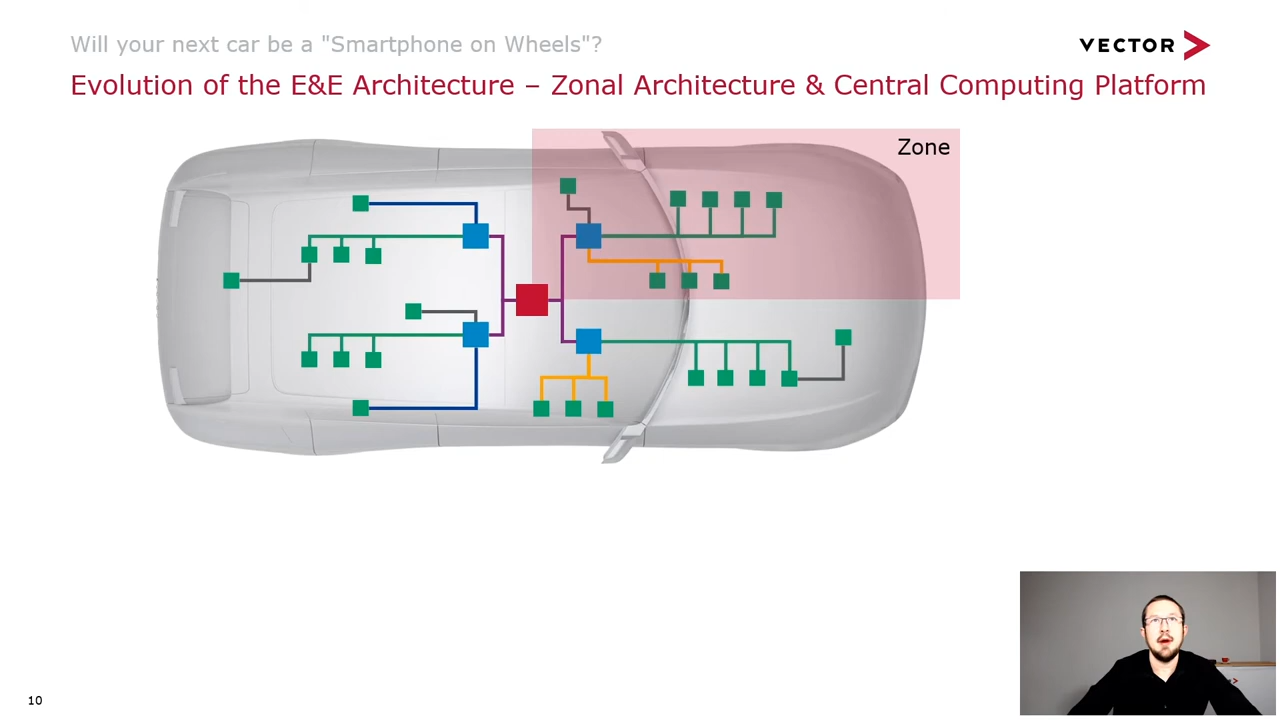 Will your next car be a "Smartphone on Wheels"?
VECTOR
Evolution of the E&E Architecture – Zonal Architecture & Central Computing Platform
Zone
10